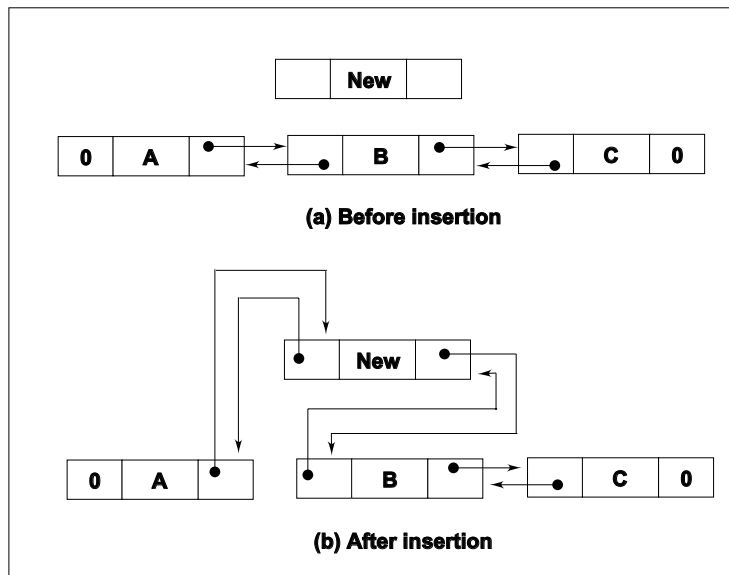 New
0 A B C 0
(a) Before insertion
New
0 A B C 0
(b) After insertion